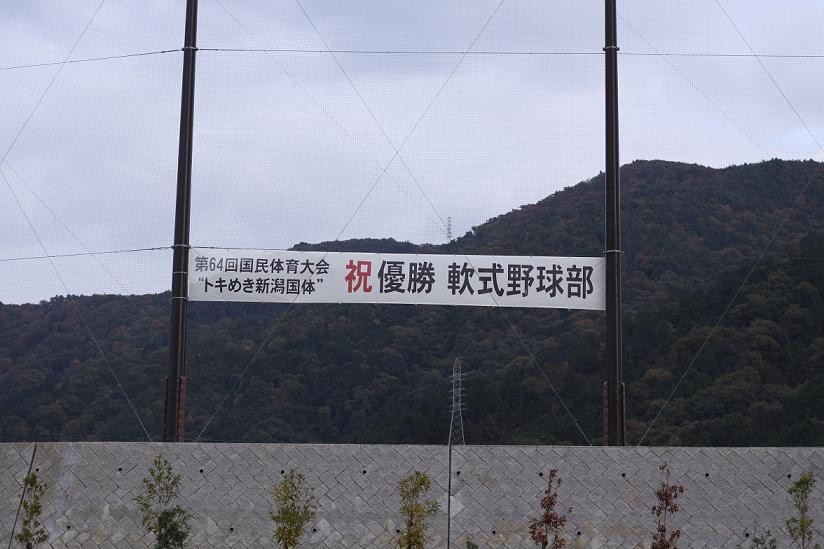 第64回国民体育大会
“トキめき新潟国体”
祝優勝 軟式野球部